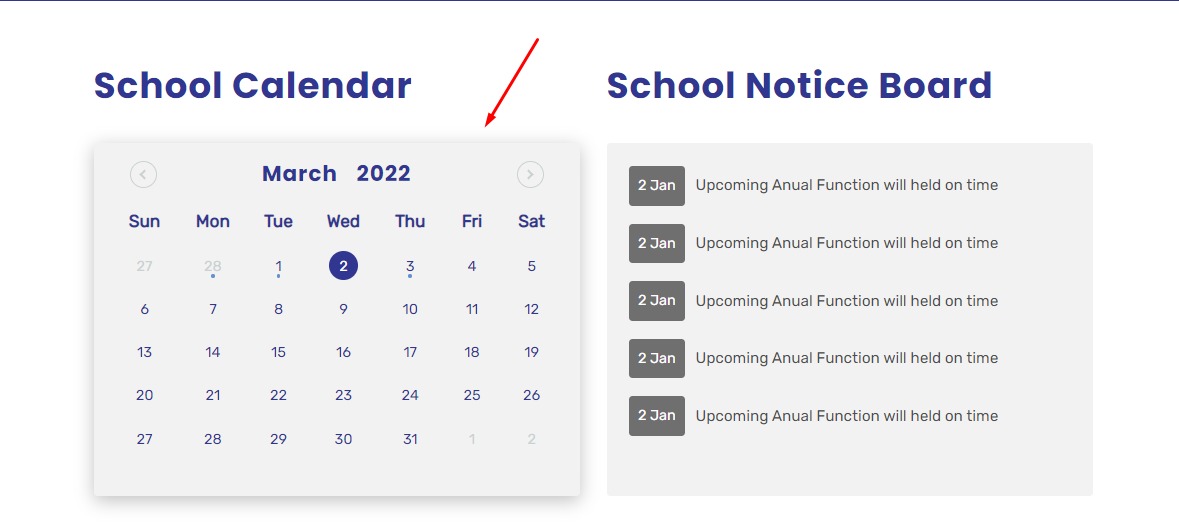 School Calendar
March 2022
Sun Mon Tue Wed Thu Fri Sat
27 28 1 2 3 4 5
6 7 8 9 10 11 12
13 14 15 16 17 18 19
20 21 22 23 24 25 26
27 28 29 30 31 1 2
School Notice Board
2 Jan Upcoming Anual Function will held on time
2 Jan Upcoming Anual Function will held on time
2 Jan Upcoming Anual Function will held on time
2 Jan Upcoming Anual Function will held on time
2 Jan Upcoming Anual Function will held on time